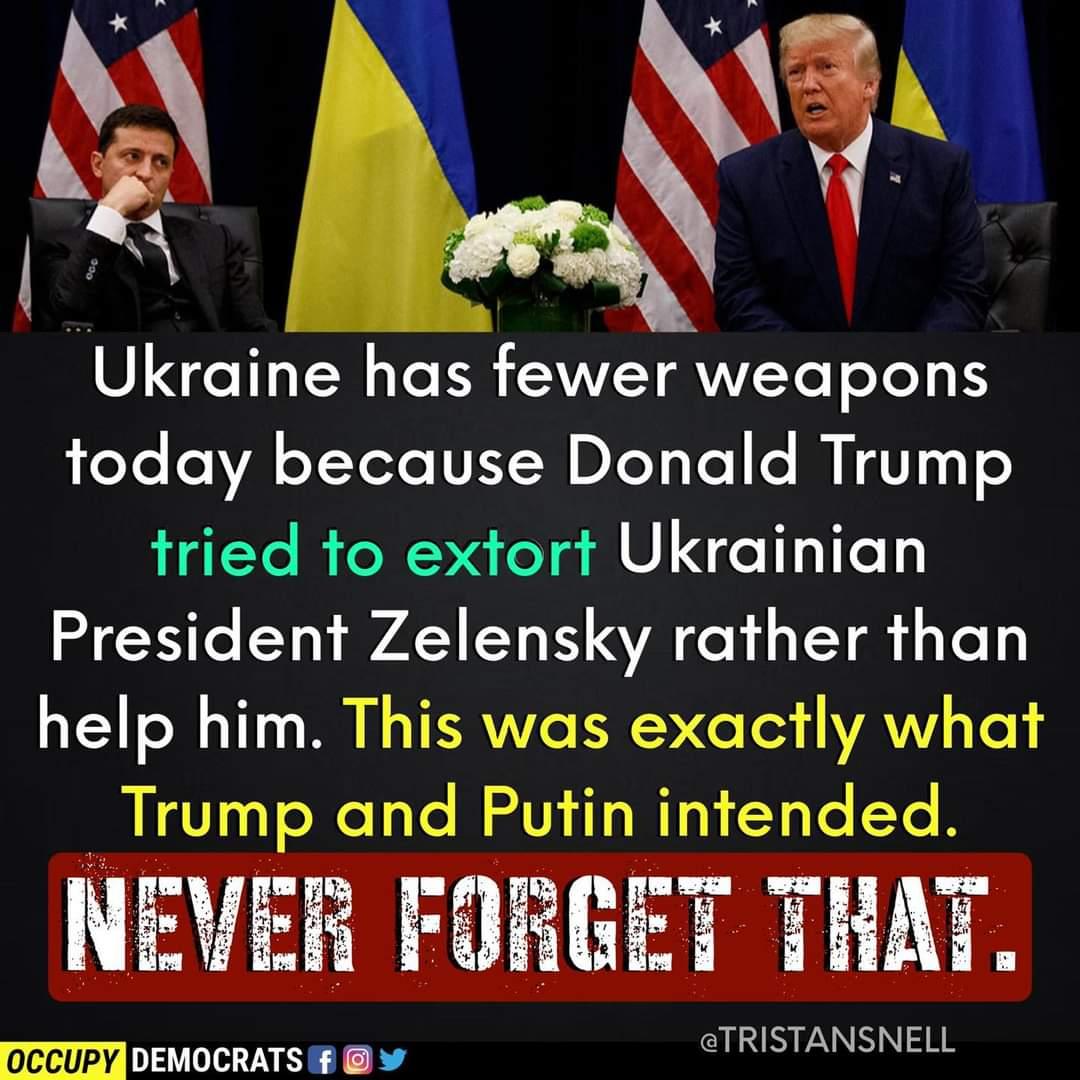 Ukraine has fewer weapons
today because Donald Trump
tried to extort Ukrainian
President Zelensky rather than
help him. This was exactly what
Trump and Putin intended.
NEVER FORGET THAT.
@TRISTANSNELL
OCCUPY DEMOCRATS